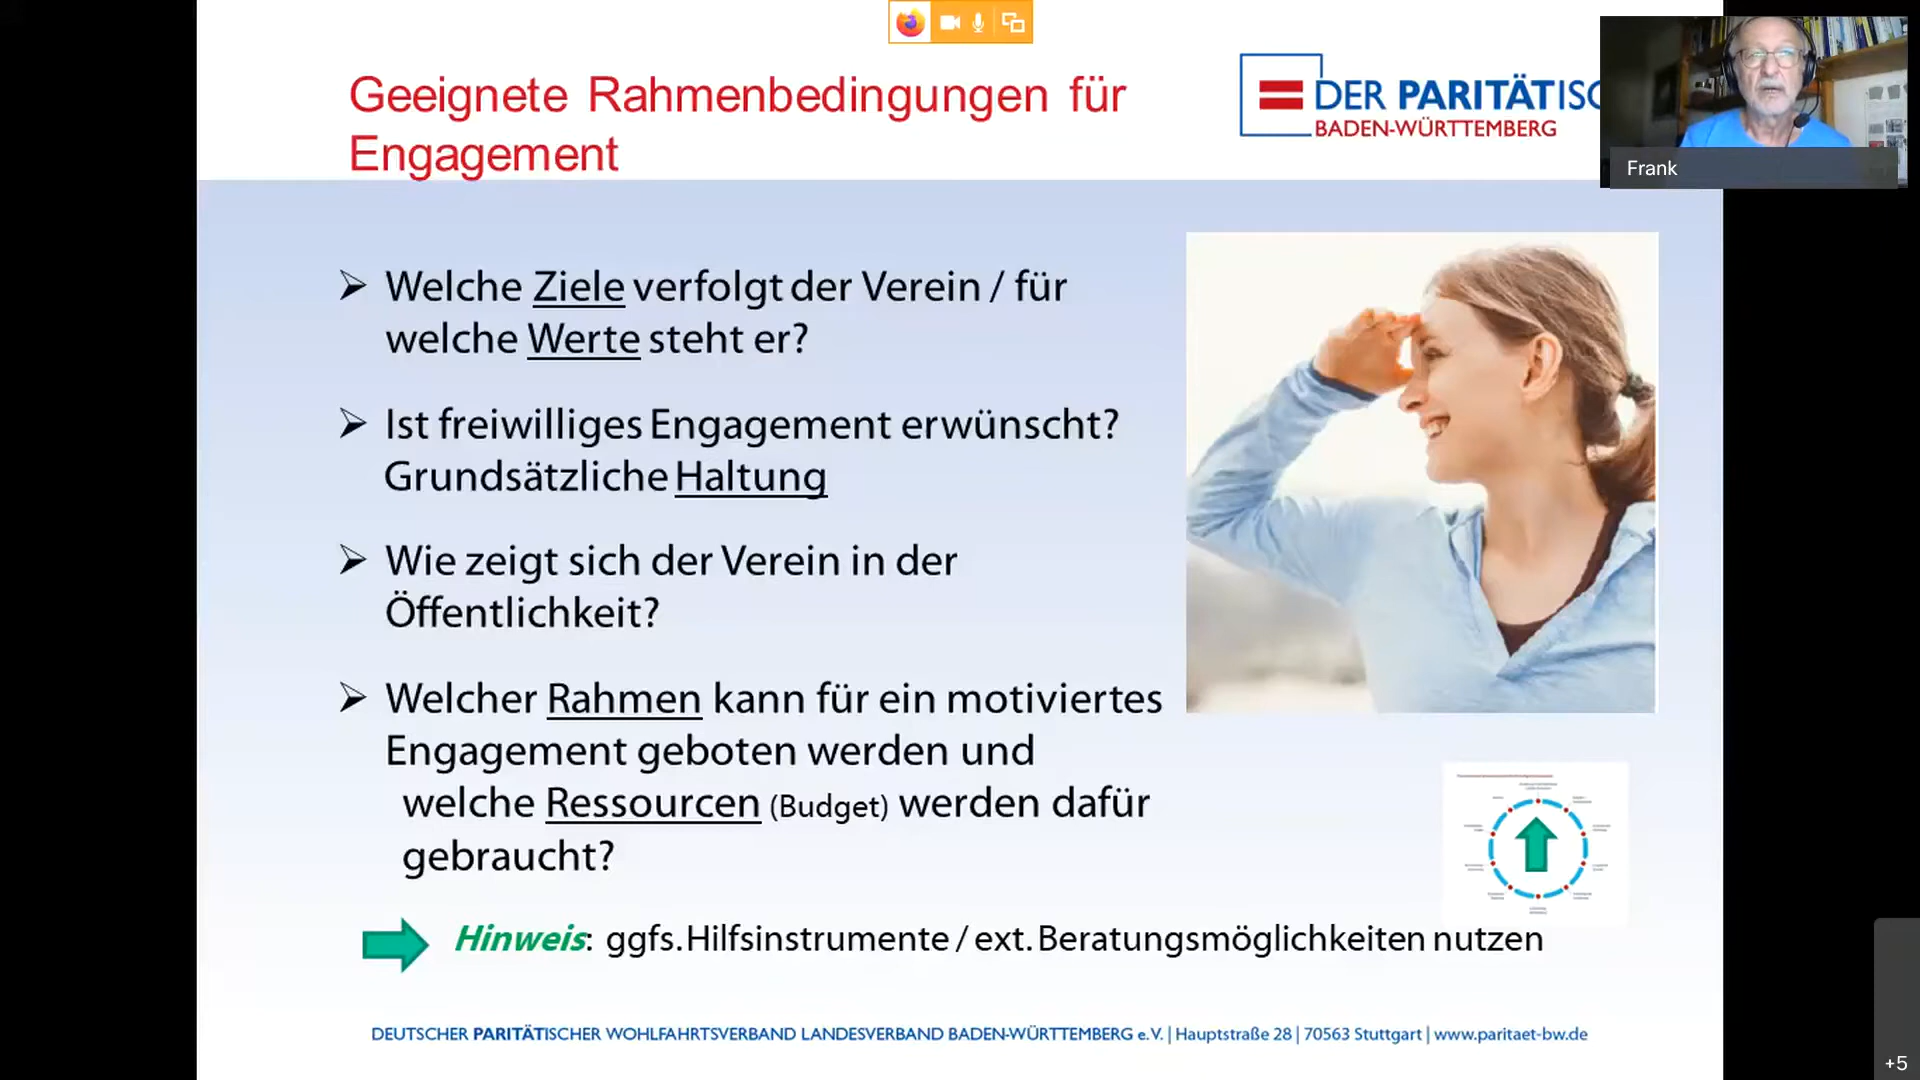 Geeignete Rahmenbedingungen für
Engagement
DER PARITÄTISC
BADEN-WÜRTTEMBERG
Frank
Welche Ziele verfolgt der Verein / für
welche Werte steht er?
Ist freiwilliges Engagement erwünscht?
Grundsätzliche Haltung
Wie zeigt sich der Verein in der
Öffentlichkeit?
Welcher Rahmen kann für ein motiviertes
Engagement geboten werden und
welche Ressourcen (Budget) werden dafür
gebraucht?
Hinweis: ggfs. Hilfsinstrumente / ext. Beratungsmöglichkeiten nutzen
DEUTSCHER PARITÄTISCHER WOHLFAHRTSVERBAND LANDESVERBAND BADEN-WÜRTTEMBERG e.V. | Hauptstraße 28 | 70563 Stuttgart | www.paritaet-bw.de
+5